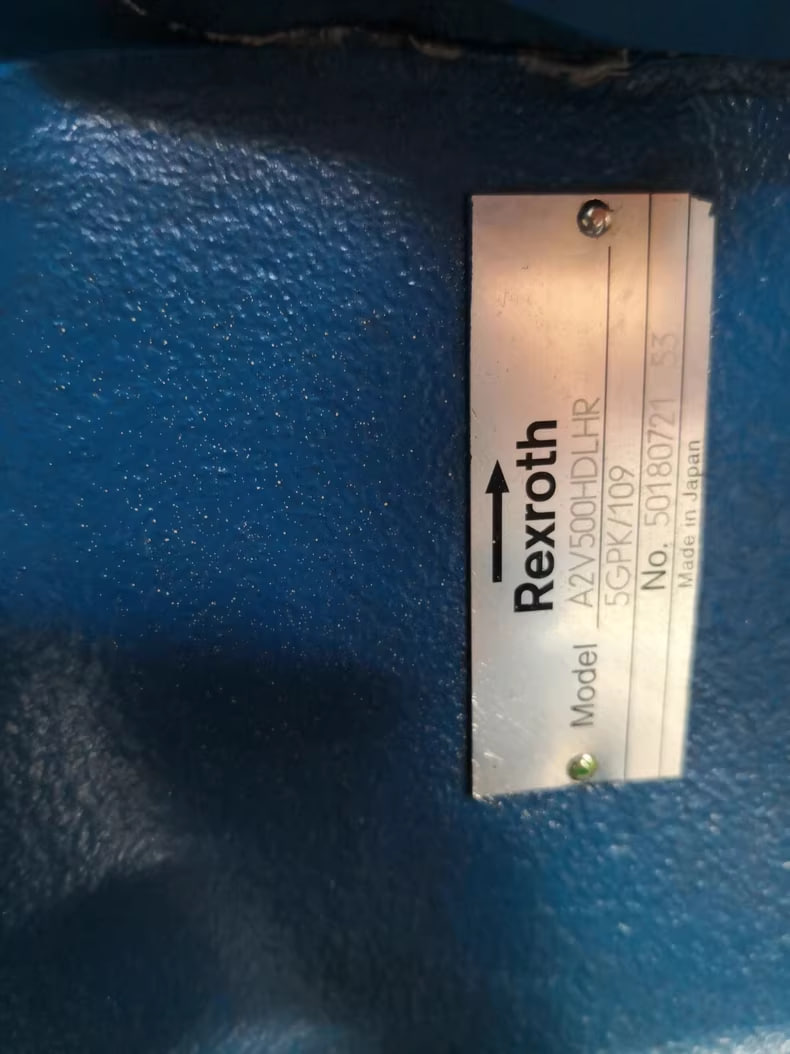 Rexroth
Model A2V500HDLHR
5GPK/109
No. 50180721 53
Made in Japan